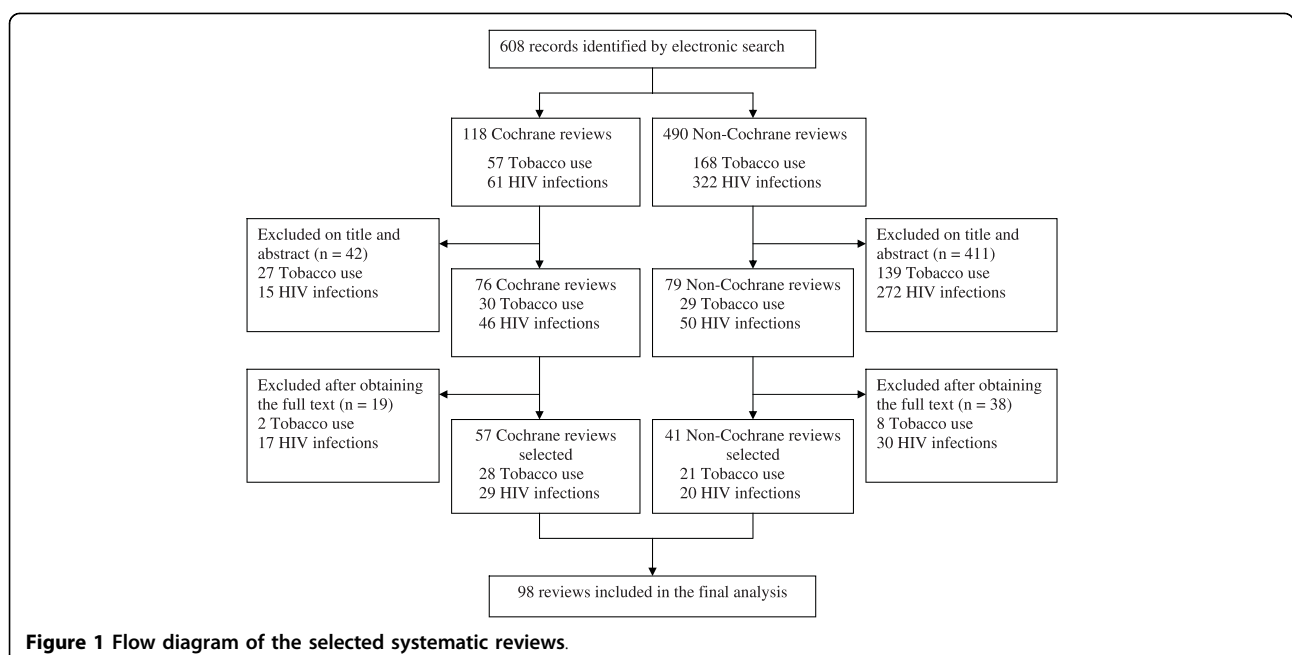 608 records identified by electronic search
118 Cochrane reviews
57 Tobacco use
61 HIV infections
490 Non-Cochrane reviews
168 Tobacco use
322 HIV infections
Excluded on title and
abstract (n = 42)
27 Tobacco use
15 HIV infections
Excluded on title and
abstract (n = 411)
139 Tobacco use
272 HIV infections
76 Cochrane reviews
30 Tobacco use
46 HIV infections
79 Non-Cochrane reviews
29 Tobacco use
50 HIV infections
Excluded after obtaining
the full text (n = 19)
2 Tobacco use
17 HIV infections
Excluded after obtaining
the full text (n = 38)
8 Tobacco use
30 HIV infections
57 Cochrane reviews
selected
28 Tobacco use
29 HIV infections
41 Non-Cochrane reviews
selected
21 Tobacco use
20 HIV infections
98 reviews included in the final analysis
Figure 1 Flow diagram of the selected systematic reviews.